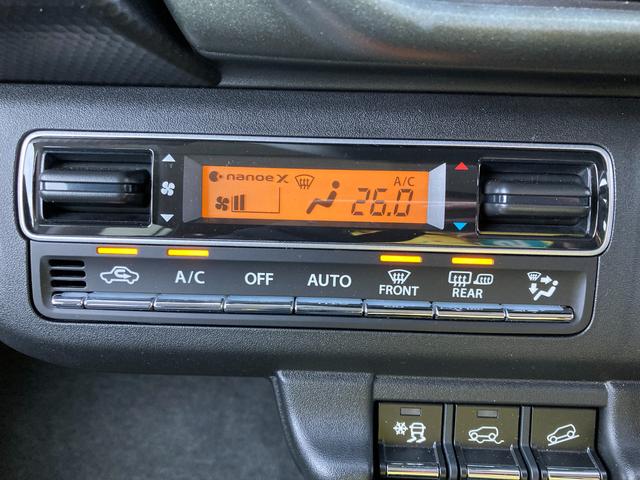 nanoe X
A/C
26.0
A/C
OFF
AUTO
FRONT
REAR